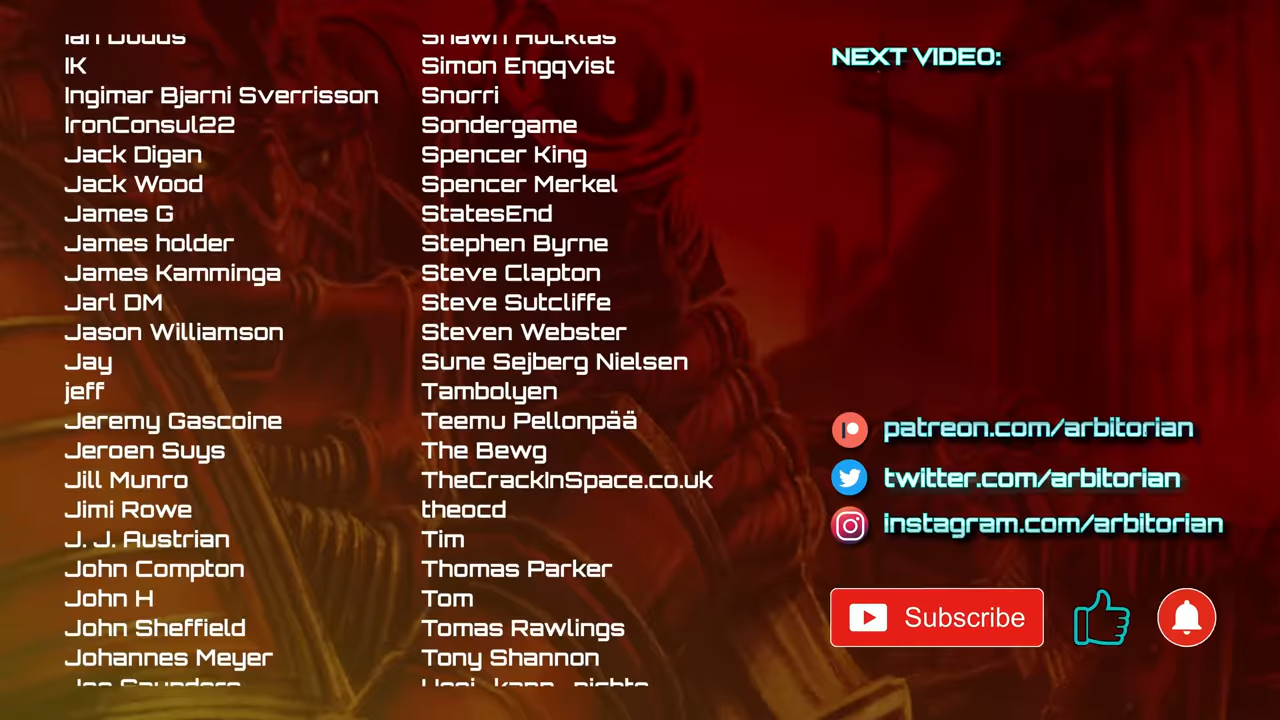 IK
Ingimar Bjarni Sverrisson
IronConsul22
Jack Digan
Jack Wood
James G
James holder
James Kamminga
Jarl DM
Jason Williamson
Jay
jeff
Jeremy Gascoine
Jeroen Suys
Jill Munro
Jimi Rowe
J. J. Austrian
John Compton
John H
John Sheffield
Johannes Meyer
Simon Engqvist
Snorri
Sondergame
Spencer King
Spencer Merkel
StatesEnd
Stephen Byrne
Steve Clapton
Steve Sutcliffe
Steven Webster
Sune Sejberg Nielsen
Tambolyen
Teemu Pellonpää
The Bewg
TheCrackInSpace.co.uk
theocd
Tim
Thomas Parker
Tom
Tomas Rawlings
Tony Shannon
NEXT VIDEO:
patreon.com/arbitorian
twitter.com/arbitorian
instagram.com/arbitorian
Subscribe